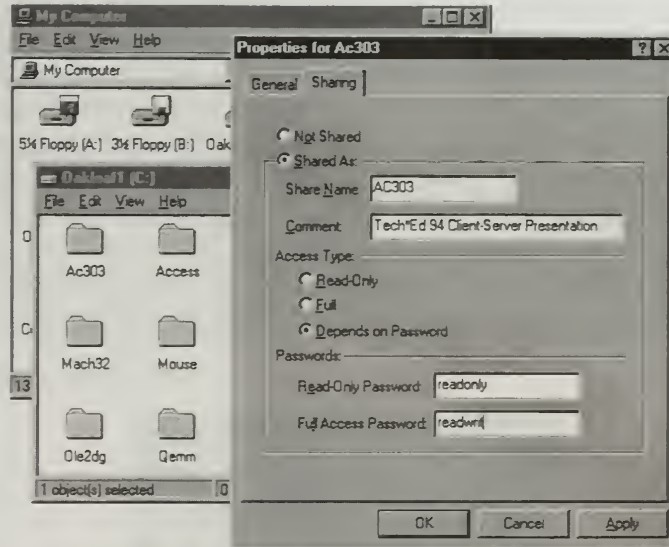 My Computer
File Edit View Help
My Computer
5¼ Floppy (A:) 3½ Floppy (B:) Oak
Oakleaf1 (C:)
File Edit View Help
Ac303 Access
Mach32 Mouse
Ole2dg Qemm
13
1 object(s) selected 0
Properties for Ac303
General Sharing
Not Shared
Shared As:
Share Name: AC303
Comment: Tech*Ed 94 Client-Server Presentation
Access Type:
Read-Only
Full
Depends on Password
Passwords:
Read-Only Password: readonly
Full Access Password:
OK Cancel Apply